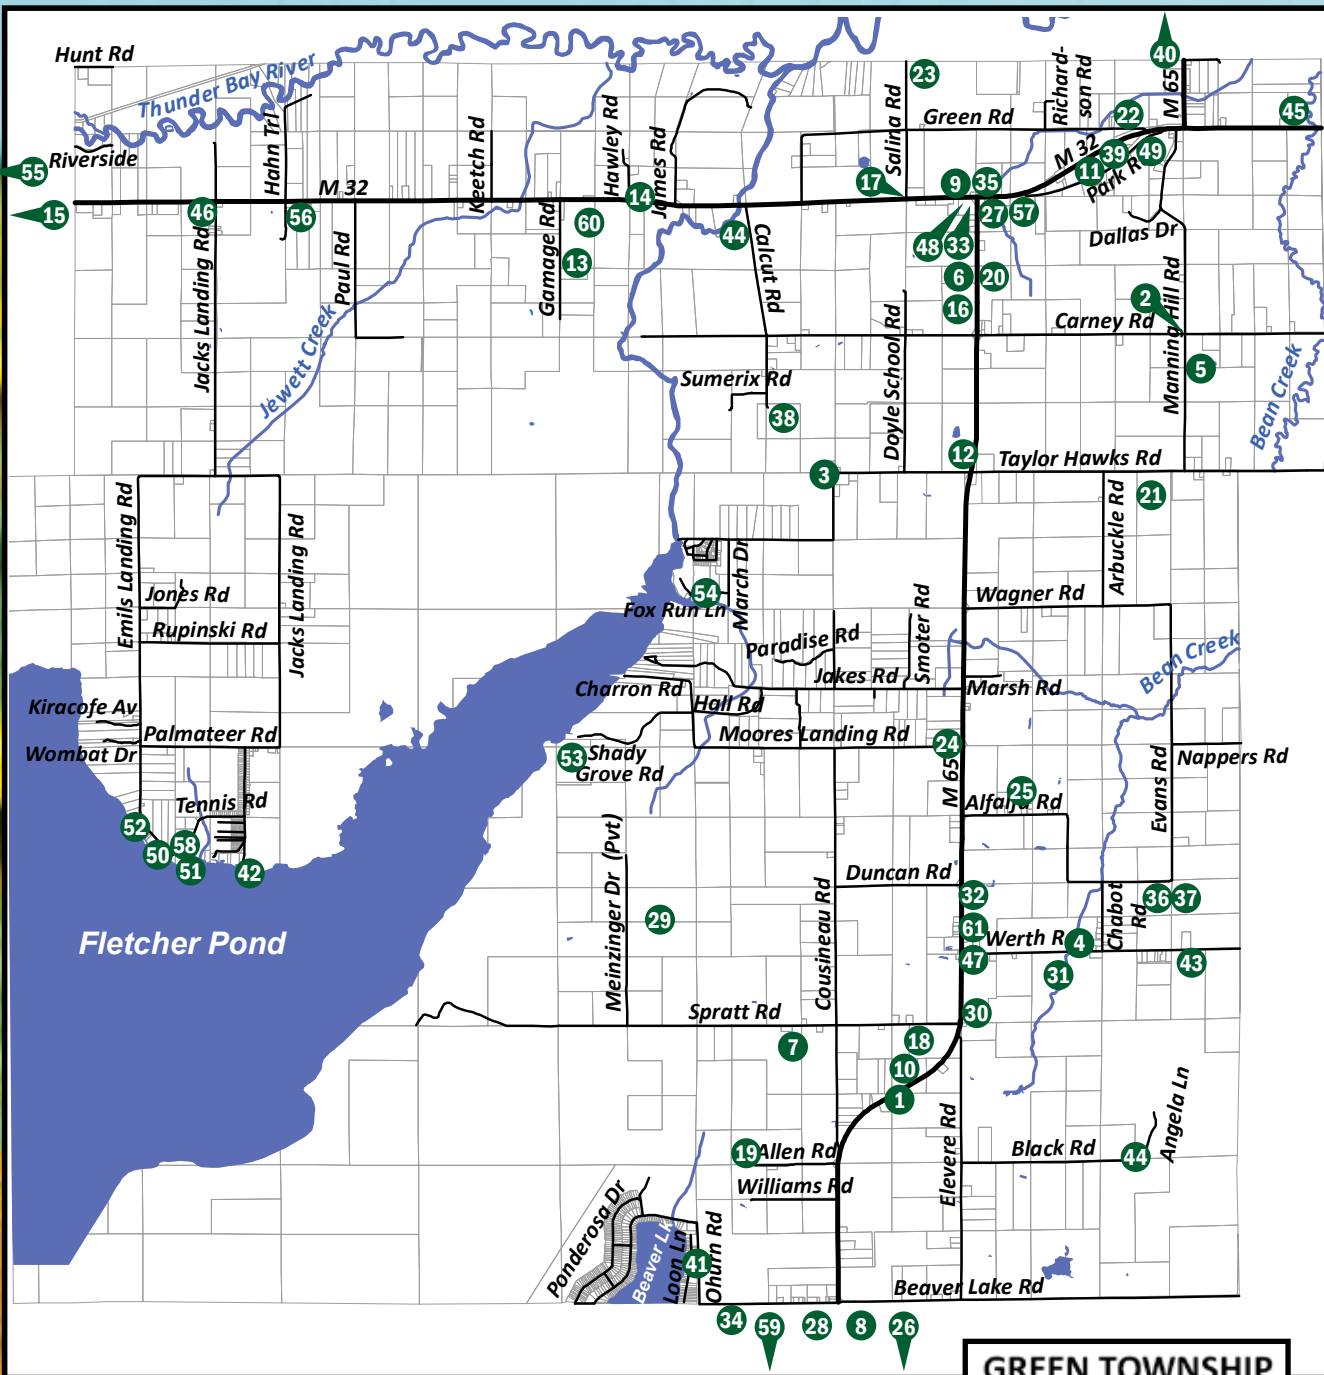 Hunt Rd
Thunder Bay River
Riverside
55
15
46
Hahn Trl
56
M 32
Jacks Landing Rd
Paul Rd
Jewett Creek
Keetch Rd
Gamage Rd
Hawley Rd
14
James Rd
60
13
44
Calcut Rd
Sumerix Rd
38
3
23
Salina Rd
17
Green Rd
Richard-
son Rd
40
M 65
22
45
M 32
39
49
11
Park R
9
35
27
57
48
33
6
20
16
Dallas Dr
2
Manning Hill Rd
Carney Rd
5
Bean Creek
Doyle School Rd
12
Taylor Hawks Rd
21
Arbuckle Rd
Emils Landing Rd
Jacks Landing Rd
Jones Rd
Rupinski Rd
Kiracofe Av
Palmateer Rd
Wombat Dr
Tennis Rd
52
50
58
51
42
Fletcher Pond
54
Fox Run Ln
March Dr
Paradise Rd
Jakes Rd
Smoter Rd
Charron Rd
Hall Rd
Moores Landing Rd
24
53
Shady
Grove Rd
Wagner Rd
Marsh Rd
Bean Creek
Nappers Rd
Evans Rd
M 65
25
Alfalfa Rd
Duncan Rd
32
61
47
Werth R
4
Chabot
Rd
36
37
43
31
30
Meinzinger Dr (Pvt)
29
Cousineau Rd
Spratt Rd
7
18
10
1
Elevere Rd
19
Allen Rd
Williams Rd
Black Rd
44
Angela Ln
Ponderosa Dr
Beaver Lk
Loon Ln
41
Ohurn Rd
Beaver Lake Rd
34
59
28
8
26
GREEN TOWNSHIP